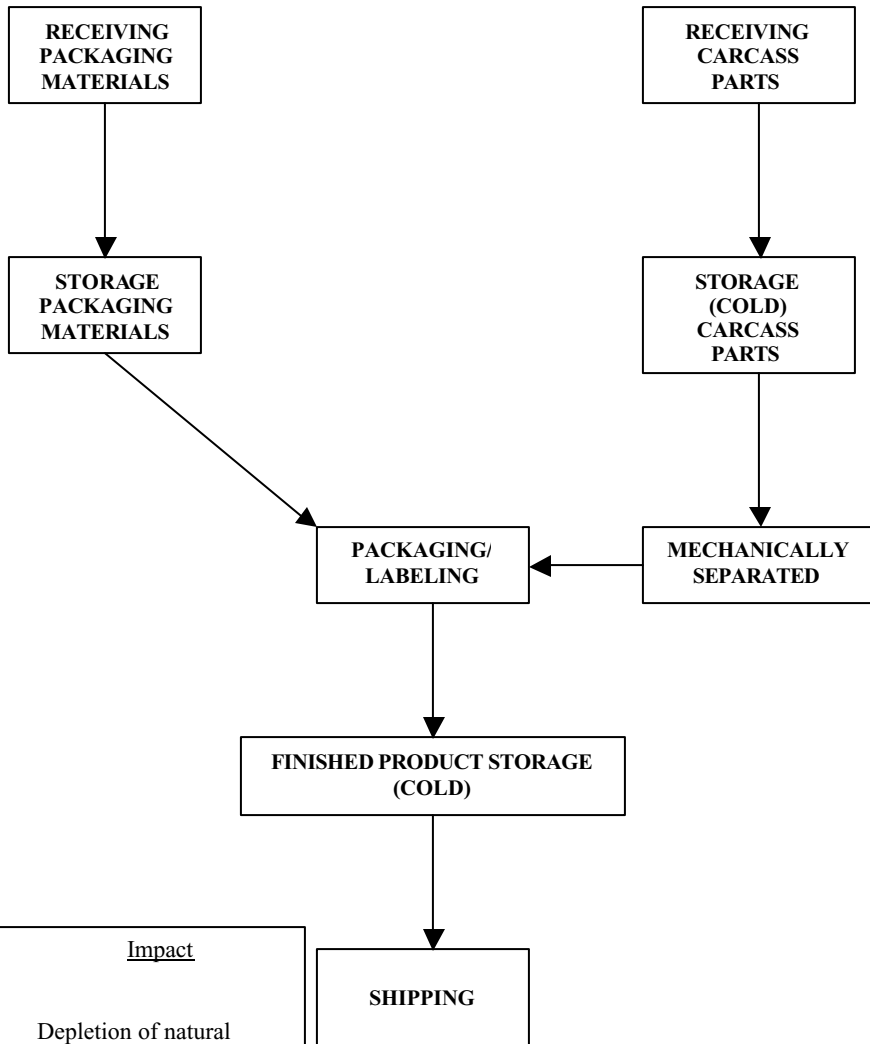 RECEIVING
PACKAGING
MATERIALS
RECEIVING
CARCASS
PARTS
STORAGE
PACKAGING
MATERIALS
STORAGE
(COLD)
CARCASS
PARTS
PACKAGING/
LABELING
MECHANICALLY
SEPARATED
FINISHED PRODUCT STORAGE
(COLD)
Impact
Depletion of natural
SHIPPING